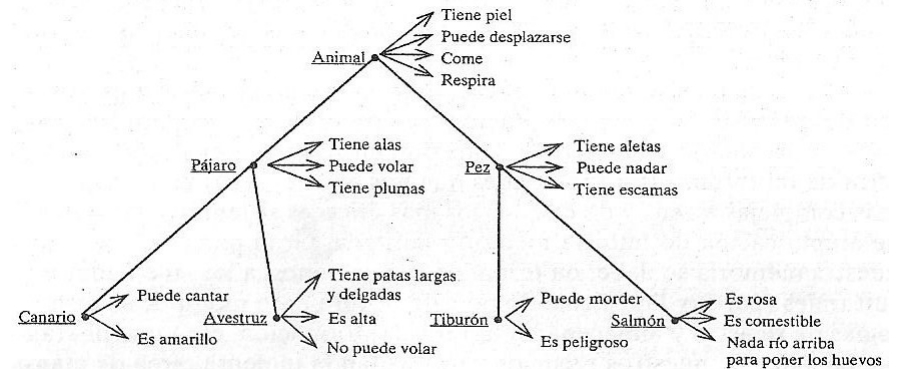 Tiene piel
Puede desplazarse
Animal
Come
Respira
Pájaro
Tiene alas
Puede volar
Tiene plumas
Pez
Tiene aletas
Puede nadar
Tiene escamas
Canario
Puede cantar
Es amarillo
Avestruz
Tiene patas largas
y delgadas
Es alta
No puede volar
Tiburón
Puede morder
Es peligroso
Salmón
Es rosa
Es comestible
Nada río arriba
para poner los huevos